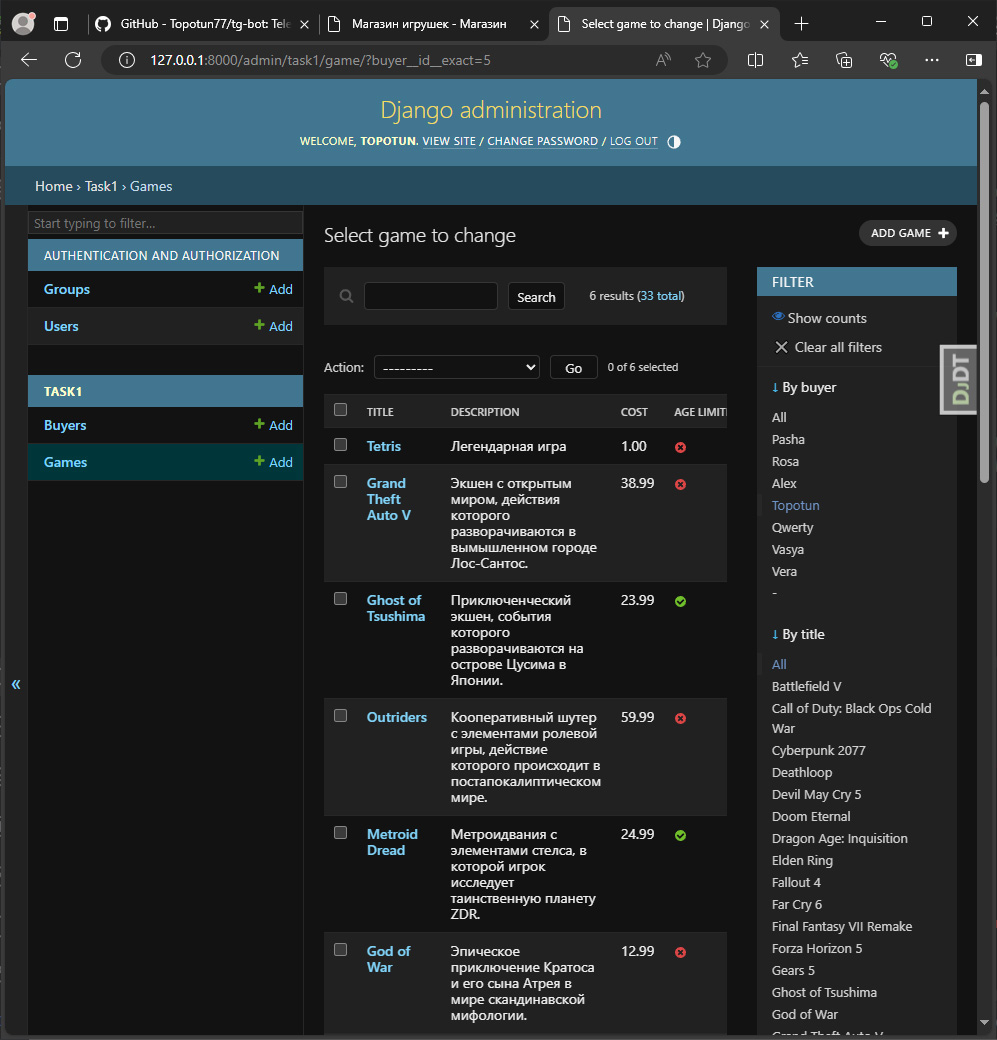 GitHub - Topotun77/tg-bot: Tele
Магазин игрушек - Магазин
Select game to change | Django
127.0.0.1:8000/admin/task1/game/?buyer__id__exact=5
Django administration
WELCOME, TOPOTUN. VIEW SITE / CHANGE PASSWORD / LOG OUT
Home › Task1 › Games
Start typing to filter...
AUTHENTICATION AND AUTHORIZATION
Groups + Add
Users + Add
TASK1
Buyers + Add
Games + Add
«
Select game to change
ADD GAME +
Search 6 results (33 total)
Action: --------- Go 0 of 6 selected
TITLE DESCRIPTION COST AGE LIMIT
Tetris Легендарная игра 1.00
Grand Экшен с открытым 38.99
Theft миром, действия
Auto V которого
разворачиваются в
вымышленном городе
Лос-Сантос.
Ghost of Приключенческий 23.99
Tsushima экшен, события
которого
разворачиваются на
острове Цусима в
Японии.
Outriders Кооперативный шутер 59.99
с элементами ролевой
игры, действие
которого происходит в
постапокалиптическом
мире.
Metroid Метроидвания с 24.99
Dread элементами стелса, в
которой игрок
исследует
таинственную планету
ZDR.
God of Эпическое 12.99
War приключение Кратоса
и его сына Атрея в
мире скандинавской
мифологии.
FILTER
Show counts
Clear all filters
↓ By buyer
All
Pasha
Rosa
Alex
Topotun
Qwerty
Vasya
Vera
-
↓ By title
All
Battlefield V
Call of Duty: Black Ops Cold
War
Cyberpunk 2077
Deathloop
Devil May Cry 5
Doom Eternal
Dragon Age: Inquisition
Elden Ring
Fallout 4
Far Cry 6
Final Fantasy VII Remake
Forza Horizon 5
Gears 5
Ghost of Tsushima
God of War
Grand Theft Auto V
DJDT